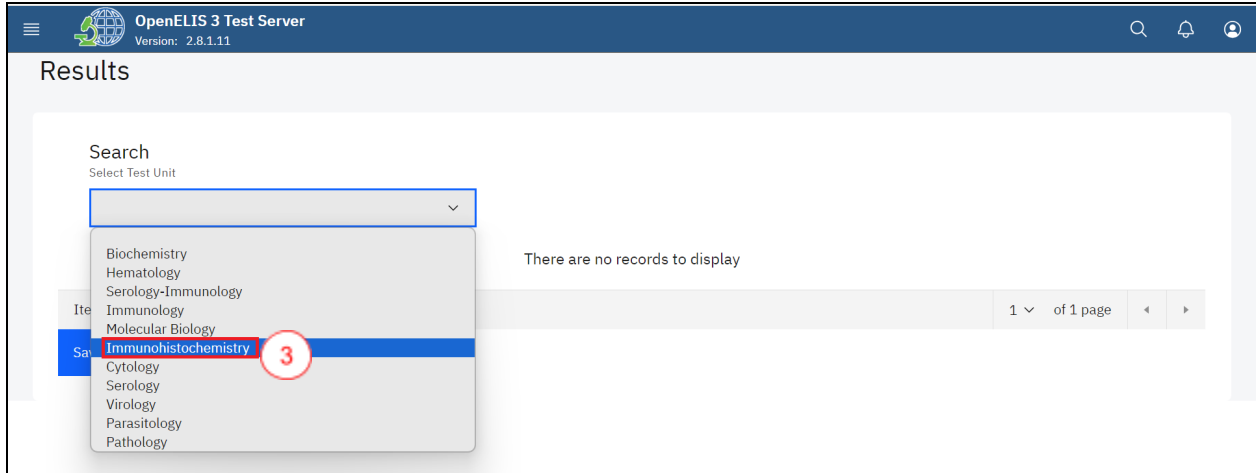 OpenELIS 3 Test Server
Version: 2.8.1.11
Results
Search
Select Test Unit
Biochemistry
Hematology
Serology-Immunology
Immunology
Molecular Biology
Immunohistochemistry
Cytology
Serology
Virology
Parasitology
Pathology
3
There are no records to display
1 of 1 page